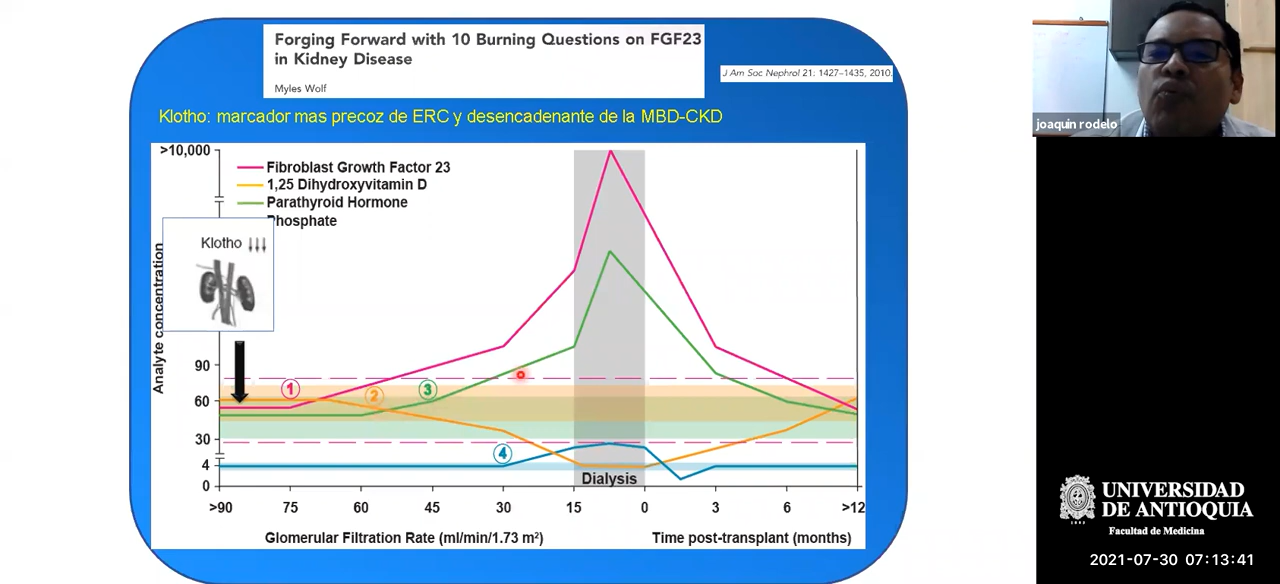 Forging Forward with 10 Burning Questions on FGF23
in Kidney Disease
Myles Wolf
J Am Soc Nephrol 21: 1427–1435, 2010.
Klotho: marcador mas precoz de ERC y desencadenante de la MBD-CKD
>10,000
Fibroblast Growth Factor 23
1,25 Dihydroxyvitamin D
Parathyroid Hormone
Phosphate
Klotho ↓↓↓
Analyte concentration
90
60
30
4
0
1
2
3
4
Dialysis
>90 75 60 45 30 15 0 3 6 >12
Glomerular Filtration Rate (ml/min/1.73 m²)
Time post-transplant (months)
joaquin rodelo
UNIVERSIDAD
DE ANTIOQUIA
1803
Facultad de Medicina
2021-07-30 07:13:41